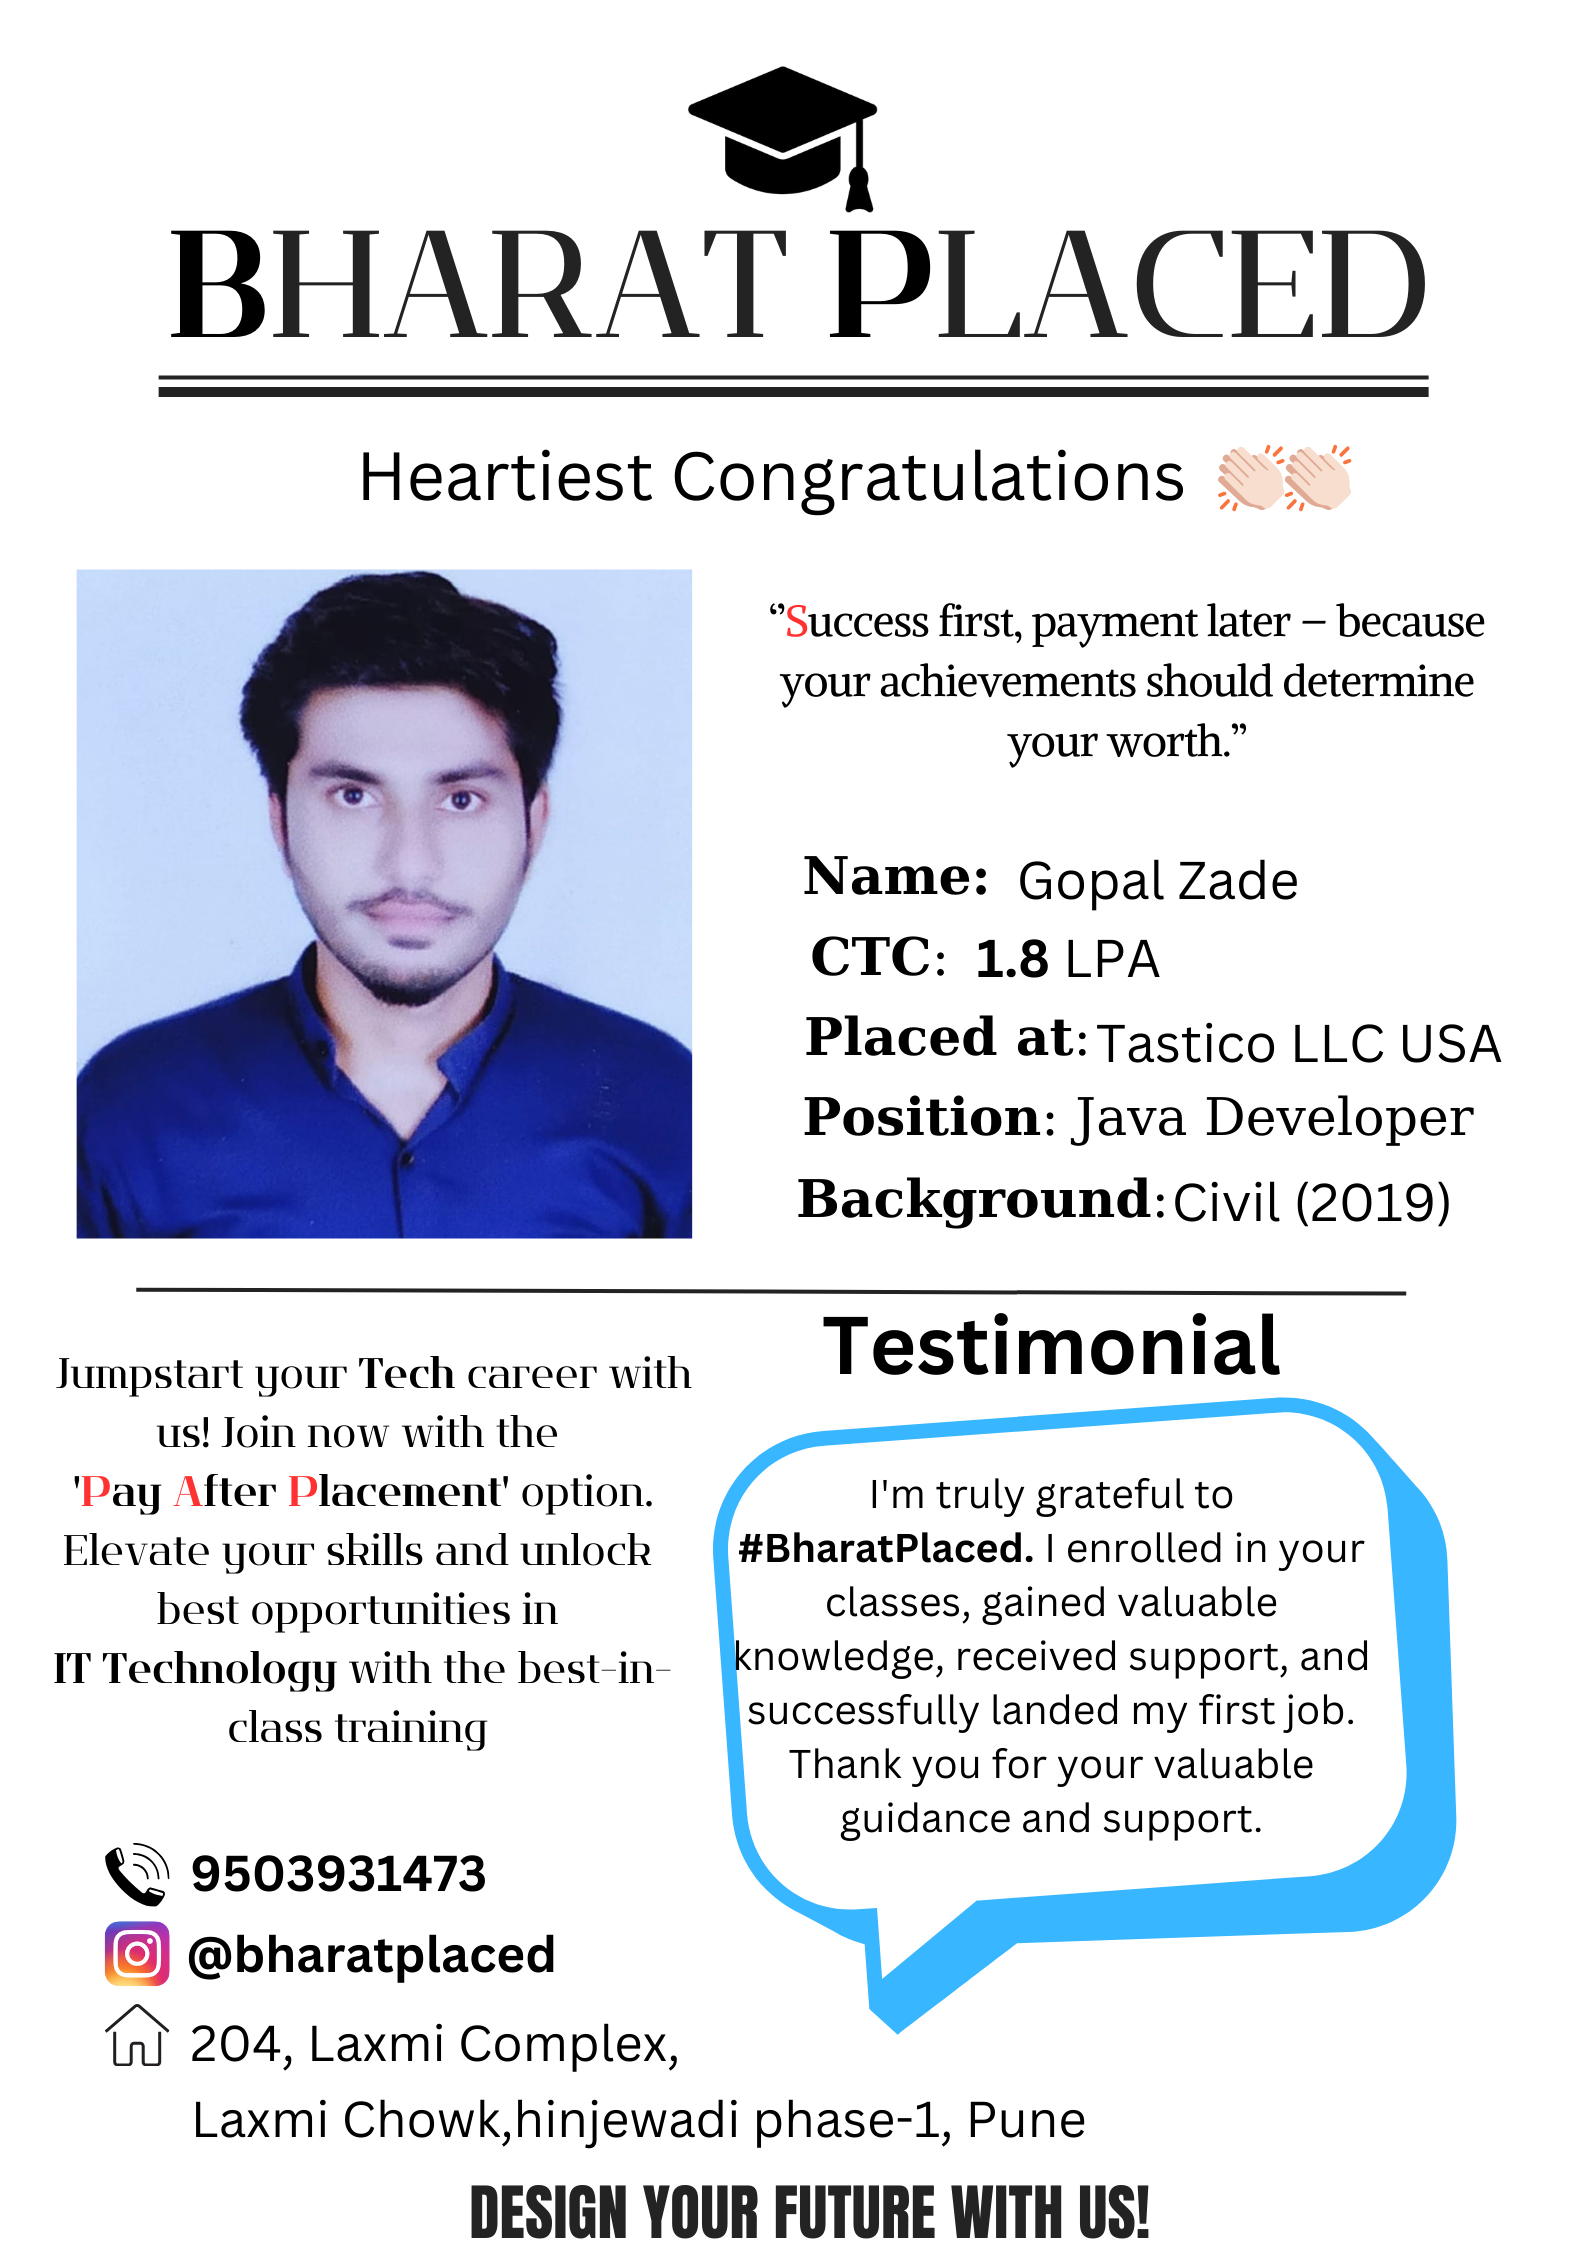 BHARAT PLACED
Heartiest Congratulations
“Success first, payment later – because
your achievements should determine
your worth.”
Name: Gopal Zade
CTC: 1.8 LPA
Placed at: Tastico LLC USA
Position: Java Developer
Background: Civil (2019)
Jumpstart your Tech career with
us! Join now with the
'Pay After Placement' option.
Elevate your skills and unlock
best opportunities in
IT Technology with the best-in-
class training
Testimonial
I'm truly grateful to
#BharatPlaced. I enrolled in your
classes, gained valuable
knowledge, received support, and
successfully landed my first job.
Thank you for your valuable
guidance and support.
9503931473
@bharatplaced
204, Laxmi Complex,
Laxmi Chowk,hinjewadi phase-1, Pune
DESIGN YOUR FUTURE WITH US!